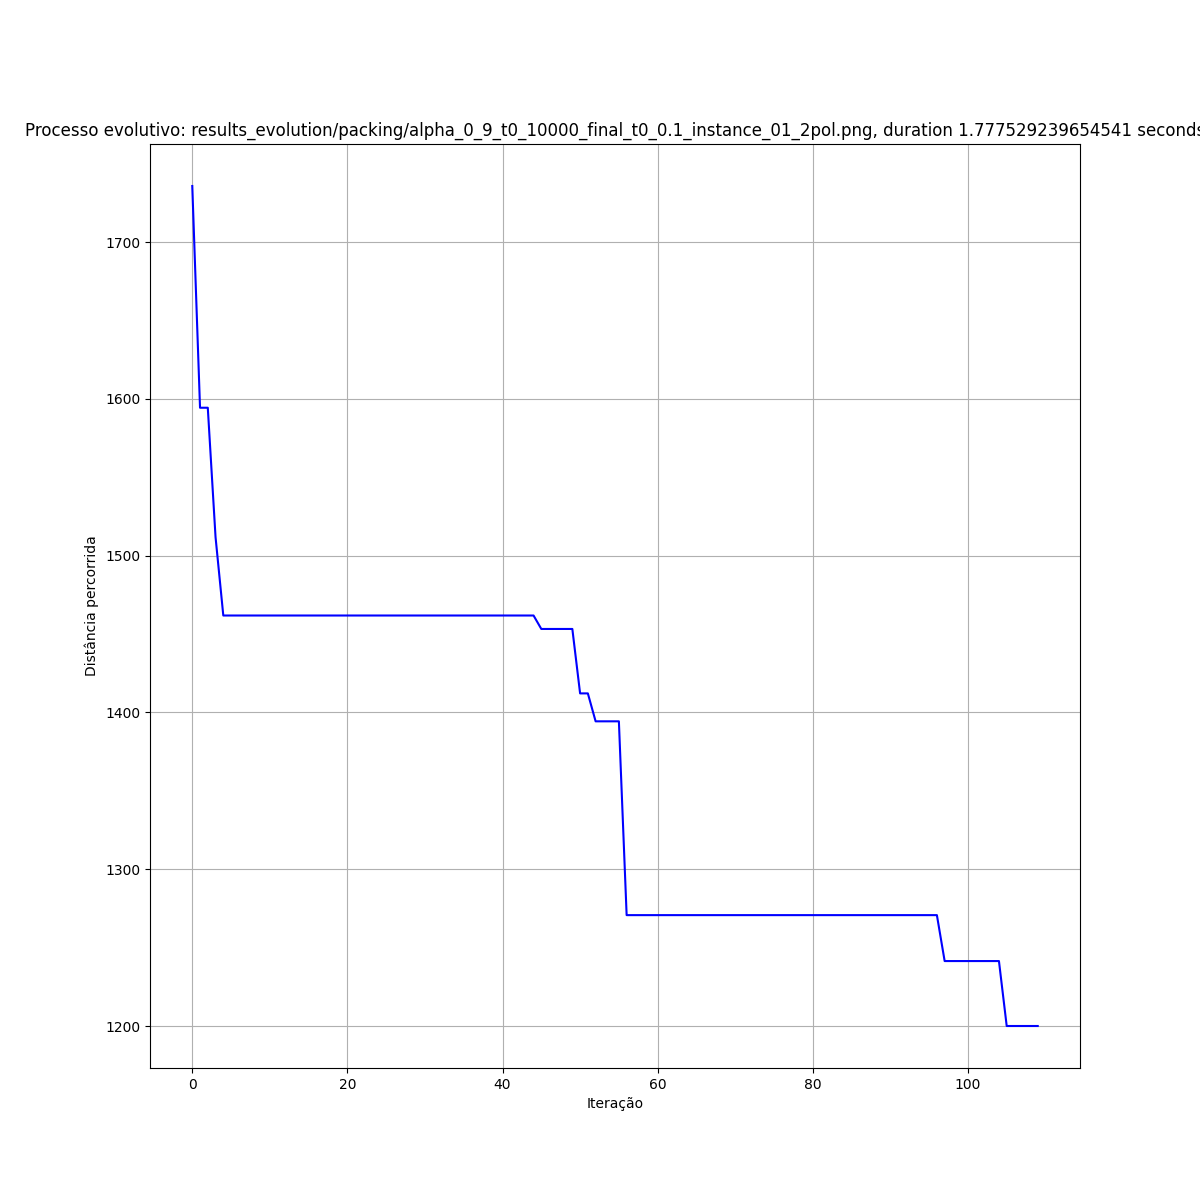 Processo evolutivo: results_evolution/packing/alpha_0_9_t0_10000_final_t0_0.1_instance_01_2pol.png, duration 1.777529239654541 seconds
1700
1600
1500
1400
1300
1200
Distância percorrida
0 20 40 60 80 100
Iteração